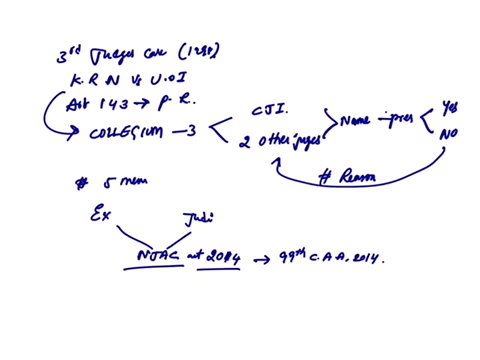 3rd Judges Case (1998)
K. R. N vs U.O.I
Art 143 → P. R.
COLLEGIUM - 3
CJI.
2 other judges
Name → pres
Yes
NO
# Reason
# 5 mem
Ex
Judi
NJAC act 2014 → 99th C. A. A. 2014.